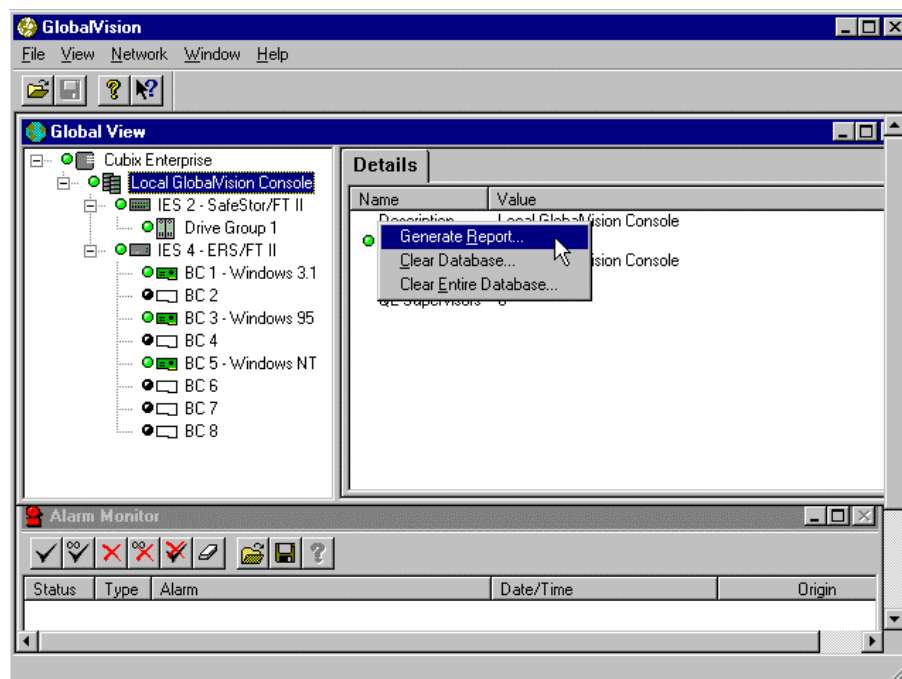 GlobalVision
File View Network Window Help
Global View
Cubix Enterprise
Local GlobalVision Console
IES 2 - SafeStor/FT II
Drive Group 1
IES 4 - ERS/FT II
BC 1 - Windows 3.1
BC 2
BC 3 - Windows 95
BC 4
BC 5 - Windows NT
BC 6
BC 7
BC 8
Details
Name Value
Description Local GlobalVision Console
Generate Report...
Clear Database... ision Console
Clear Entire Database...
QL Supervisors
Alarm Monitor
Status Type Alarm Date/Time Origin